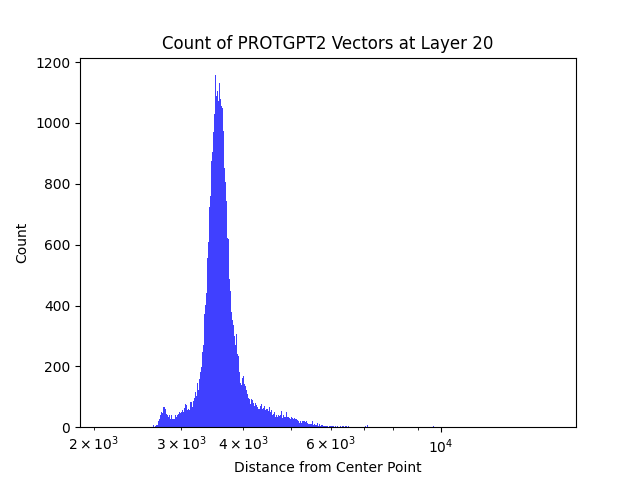 Count of PROTGPT2 Vectors at Layer 20
1200
1000
800
600
400
200
0
Count
2 × 10³
3 × 10³
4 × 10³
6 × 10³
10⁴
Distance from Center Point